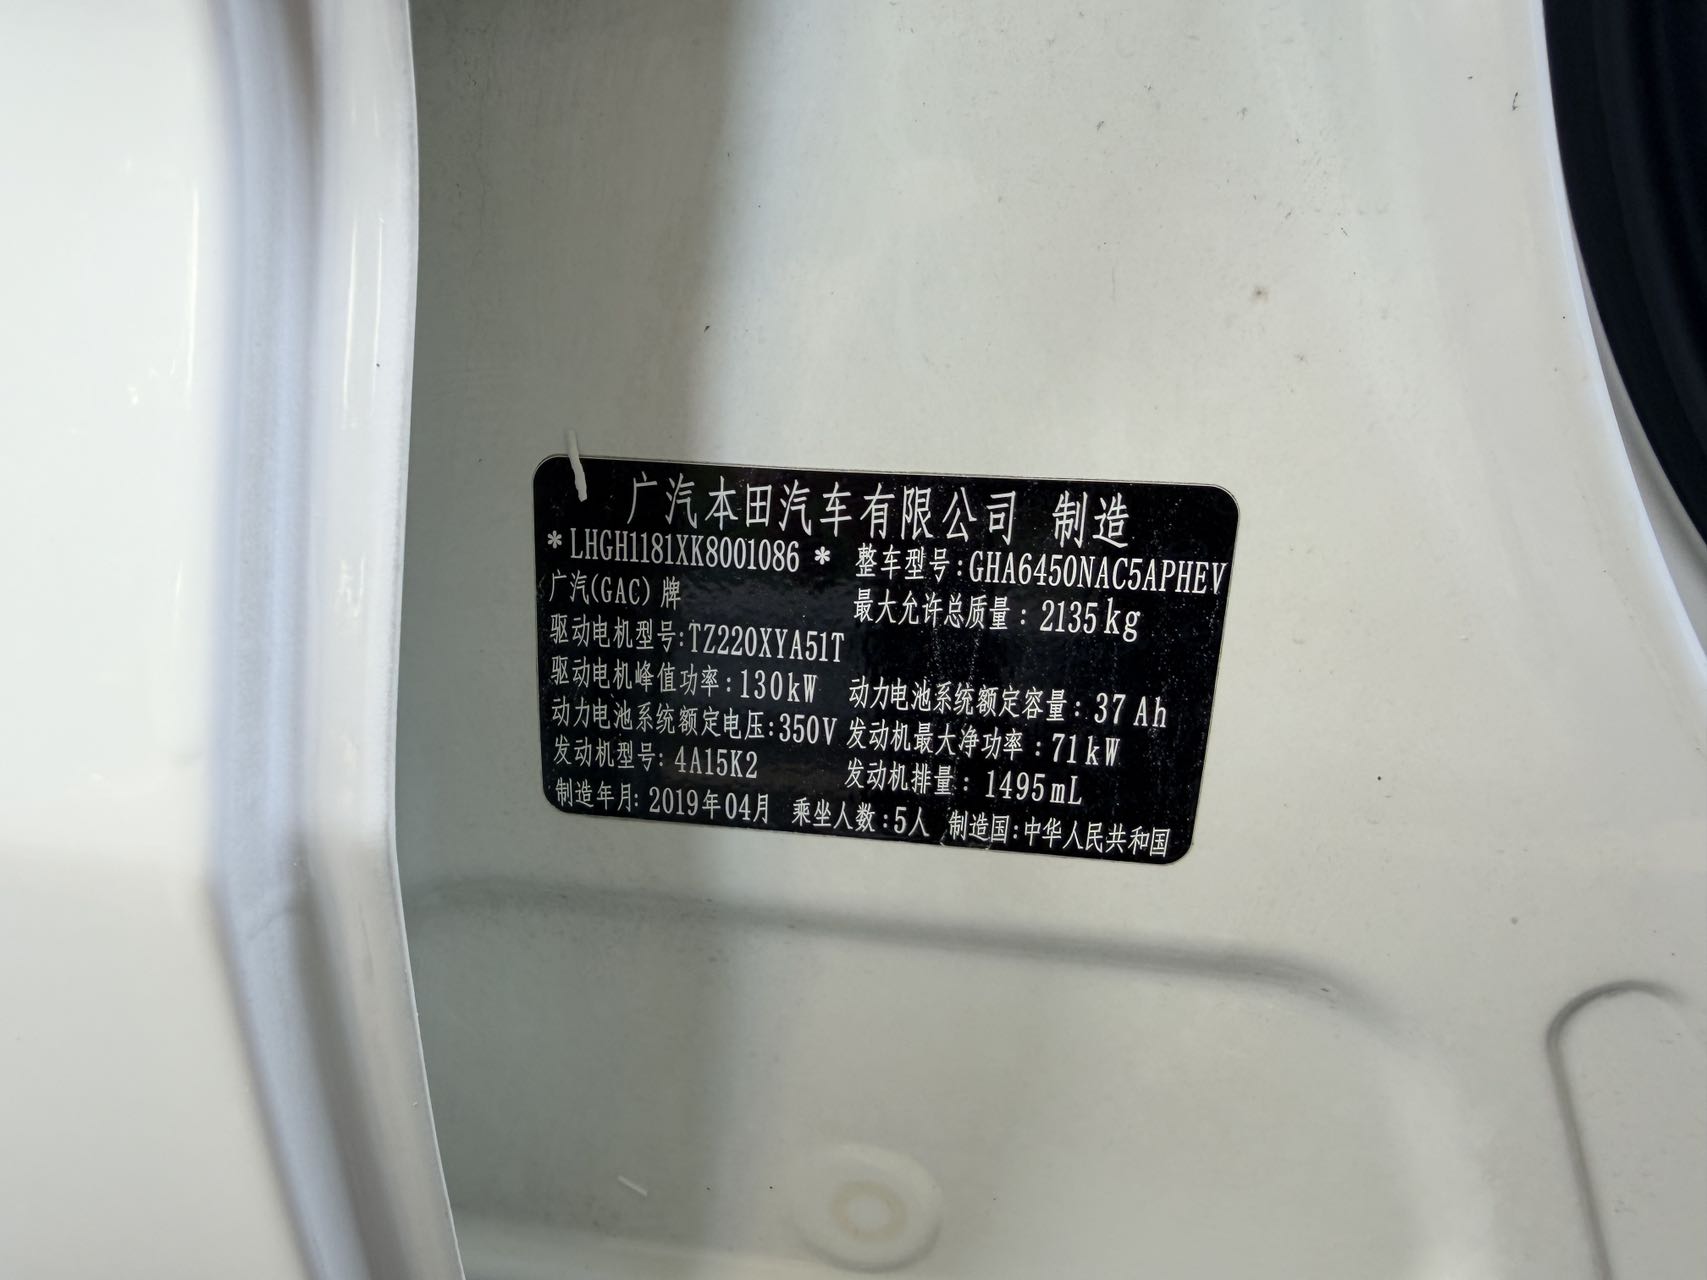 广汽本田汽车有限公司 制造
*LHGH1181XK8001086* 整车型号:GHA6450NAC5APHEV
广汽(GAC)牌 最大允许总质量:2135kg
驱动电机型号:TZ220XYA51T
驱动电机峰值功率:130kW 动力电池系统额定容量:37Ah
动力电池系统额定电压:350V 发动机最大净功率:71kW
发动机型号:4A15K2 发动机排量:1495mL
制造年月:2019年04月 乘坐人数:5人 制造国:中华人民共和国